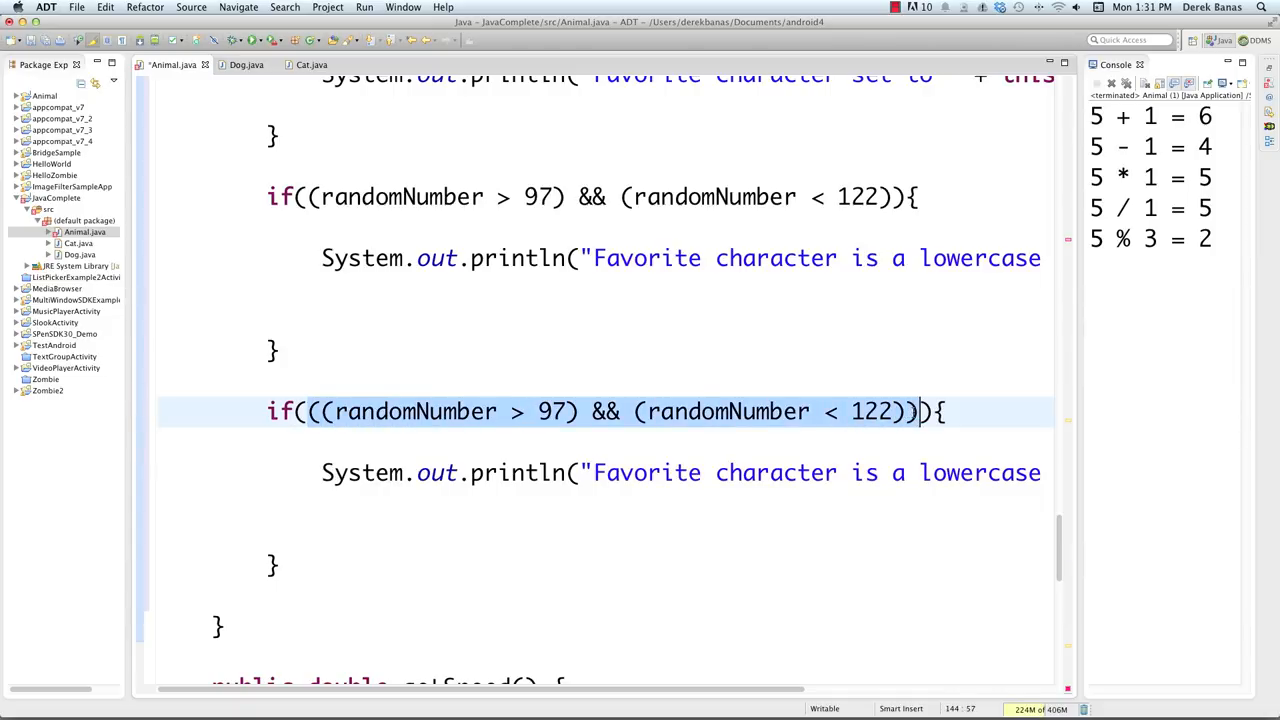 ADT File Edit Refactor Source Navigate Search Project Run Window Help 10 Mon 1:31 PM Derek Banas
Java – JavaComplete/src/Animal.java – ADT – /Users/derekbanas/Documents/android4
Quick Access Java DDMS
Package Exp
*Animal.java Dog.java Cat.java
Console
<terminated> Animal (1) [Java Application] /S
Animal
appcompat_v7
appcompat_v7_2
appcompat_v7_3
appcompat_v7_4
BridgeSample
HelloWorld
HelloZombie
ImageFilterSampleApp
JavaComplete
src
(default package)
Animal.java
Cat.java
Dog.java
JRE System Library [Ja
ListPickerExample2Activi
MediaBrowser
MultiWindowSDKExample
MusicPlayerActivity
SlookActivity
SPenSDK30_Demo
TestAndroid
TextGroupActivity
VideoPlayerActivity
Zombie
Zombie2
System.out.println("Favorite character set to " + this
}
if((randomNumber > 97) && (randomNumber < 122)){
System.out.println("Favorite character is a lowercase
}
if(((randomNumber > 97) && (randomNumber < 122))){
System.out.println("Favorite character is a lowercase
}
}
public double getSpeed() {
5 + 1 = 6
5 - 1 = 4
5 * 1 = 5
5 / 1 = 5
5 % 3 = 2
Writable Smart Insert 144 : 57 224M of 406M